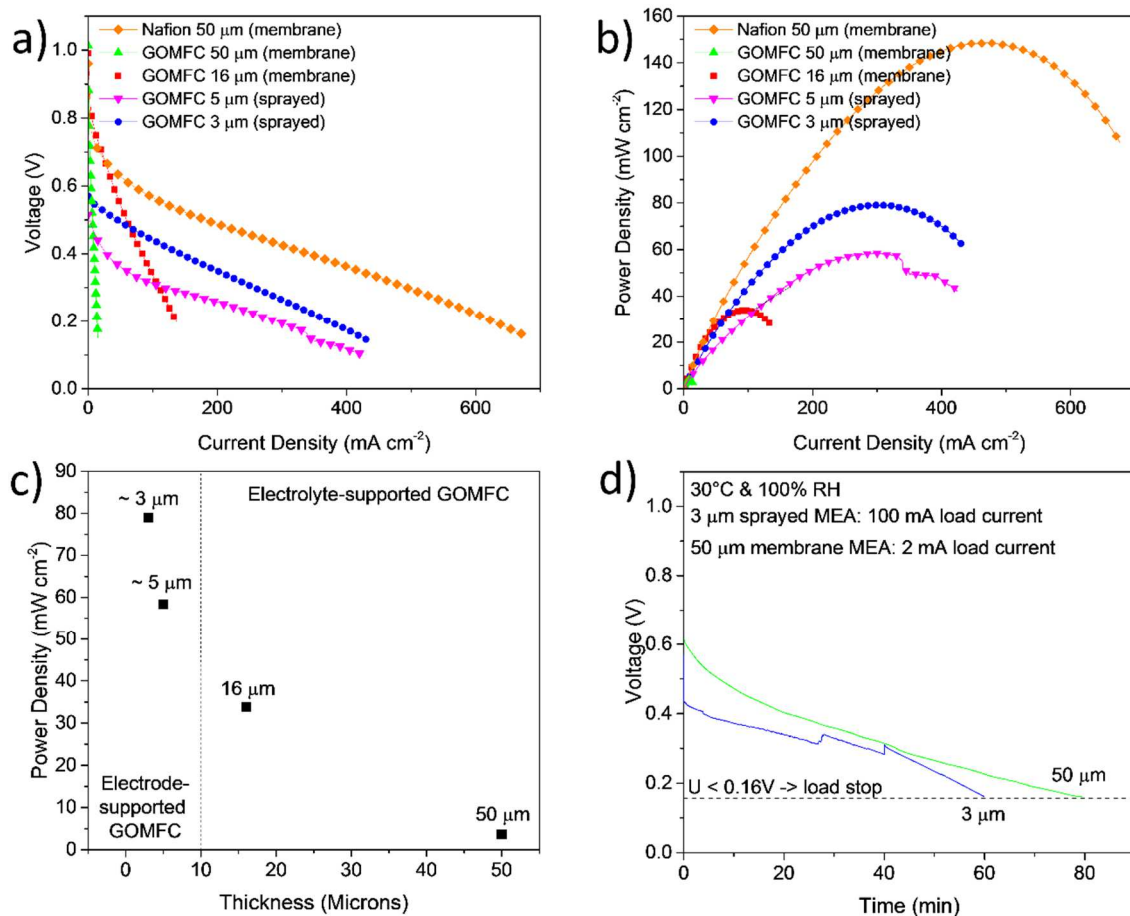 a)
Nafion 50 μm (membrane)
GOMFC 50 μm (membrane)
GOMFC 16 μm (membrane)
GOMFC 5 μm (sprayed)
GOMFC 3 μm (sprayed)
1.0
0.8
0.6
0.4
0.2
0.0
Voltage (V)
0 200 400 600
Current Density (mA cm⁻²)
b)
Nafion 50 μm (membrane)
GOMFC 50 μm (membrane)
GOMFC 16 μm (membrane)
GOMFC 5 μm (sprayed)
GOMFC 3 μm (sprayed)
160
140
120
100
80
60
40
20
0
Power Density (mW cm⁻²)
0 200 400 600
Current Density (mA cm⁻²)
c)
90
80
70
60
50
40
30
20
10
0
Power Density (mW cm⁻²)
Electrolyte-supported GOMFC
~ 3 μm
~ 5 μm
16 μm
50 μm
Electrode-
supported
GOMFC
0 10 20 30 40 50
Thickness (Microns)
d)
30°C & 100% RH
3 μm sprayed MEA: 100 mA load current
50 μm membrane MEA: 2 mA load current
1.0
0.8
0.6
0.4
0.2
0.0
Voltage (V)
U < 0.16V -> load stop
50 μm
3 μm
0 20 40 60 80
Time (min)